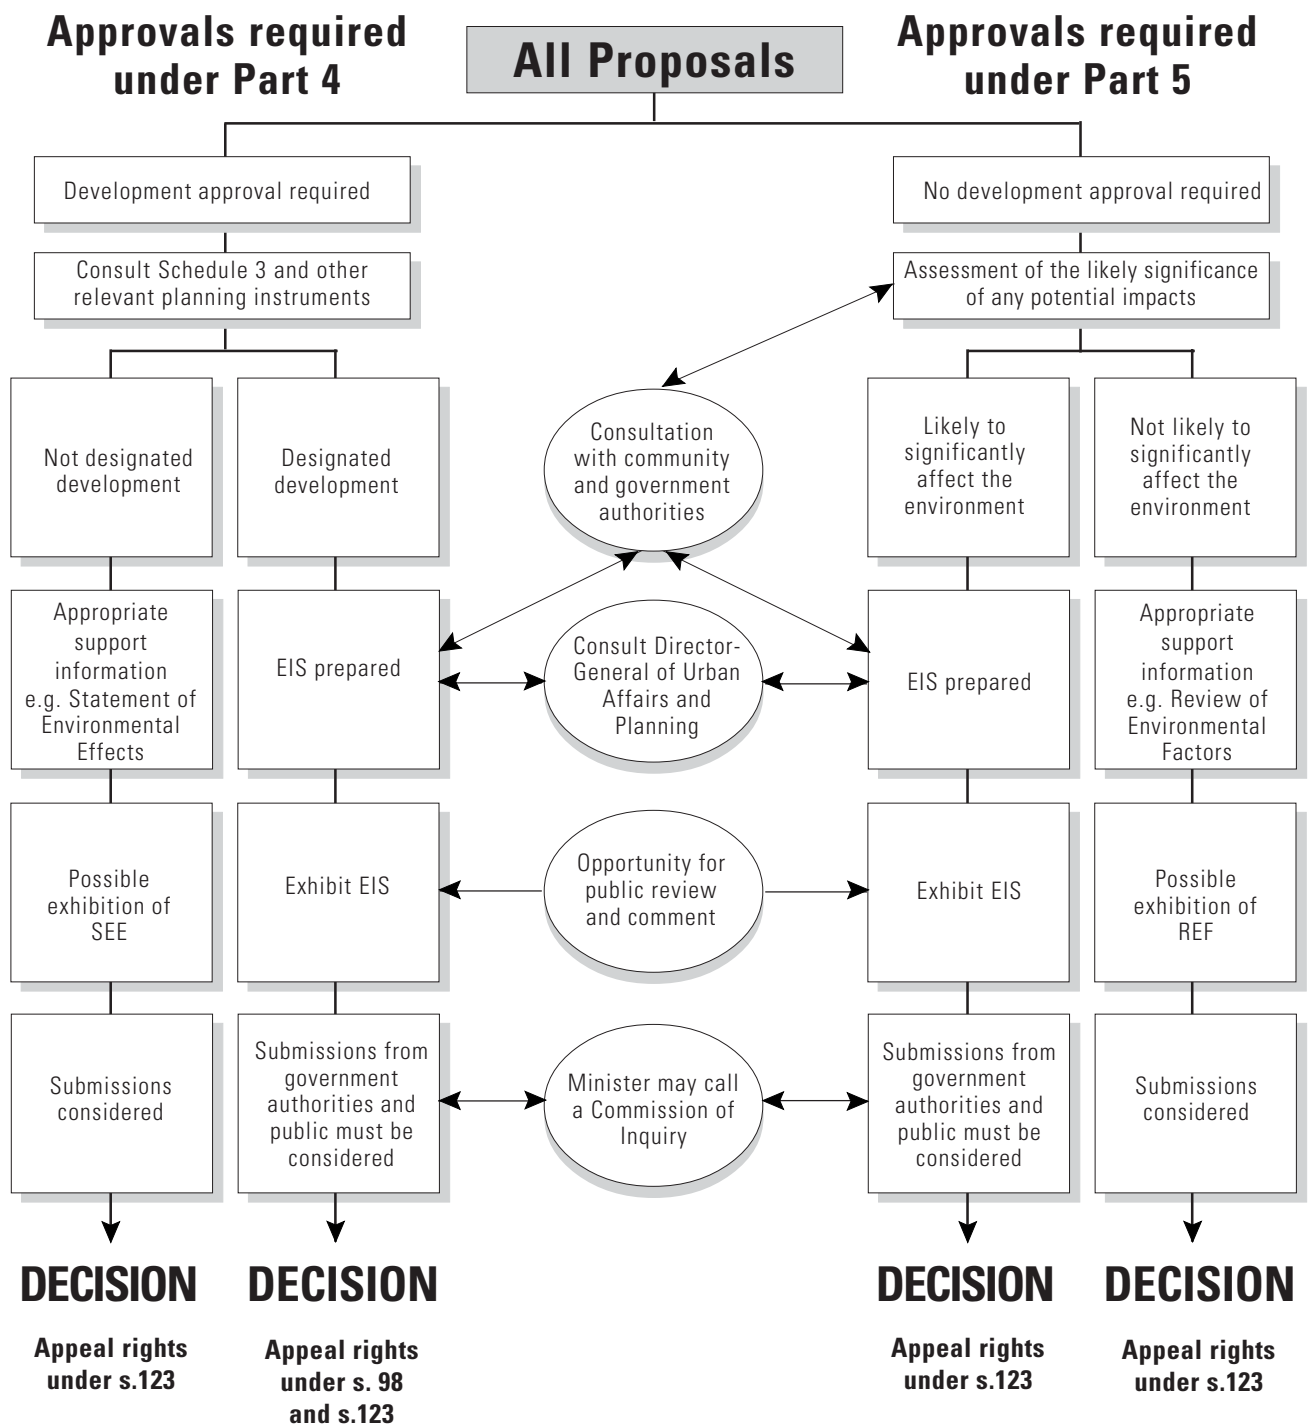 Approvals required
under Part 4
All Proposals
Approvals required
under Part 5
Development approval required
No development approval required
Consult Schedule 3 and other
relevant planning instruments
Assessment of the likely significance
of any potential impacts
Not designated
development
Designated
development
Consultation
with community
and government
authorities
Likely to
significantly
affect the
environment
Not likely to
significantly
affect the
environment
Appropriate
support
information
e.g. Statement of
Environmental
Effects
EIS prepared
Consult Director-
General of Urban
Affairs and
Planning
EIS prepared
Appropriate
support
information
e.g. Review of
Environmental
Factors
Possible
exhibition of
SEE
Exhibit EIS
Opportunity for
public review
and comment
Exhibit EIS
Possible
exhibition of
REF
Submissions
considered
Submissions from
government
authorities and
public must be
considered
Minister may call
a Commission of
Inquiry
Submissions from
government
authorities and
public must be
considered
Submissions
considered
DECISION
DECISION
DECISION
DECISION
Appeal rights
under s.123
Appeal rights
under s. 98
and s.123
Appeal rights
under s.123
Appeal rights
under s.123